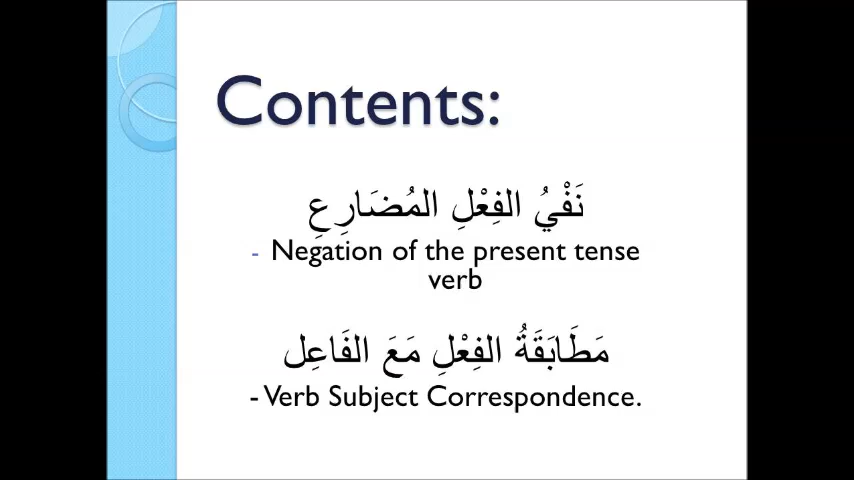 Contents:
نَفْيُ الفِعْلِ المُضَارِعِ
- Negation of the present tense
verb
مَطَابَقَةُ الفِعْلِ مَعَ الفَاعِل
- Verb Subject Correspondence.